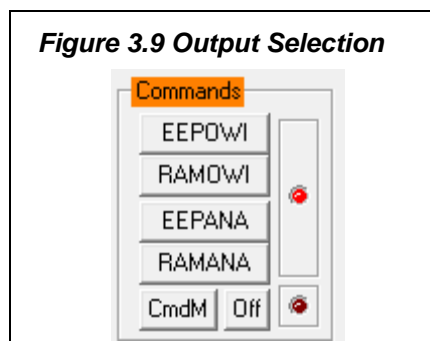 Figure 3.9 Output Selection
Commands
EEPOWI
RAMOWI
EEPANA
RAMANA
CmdM Off